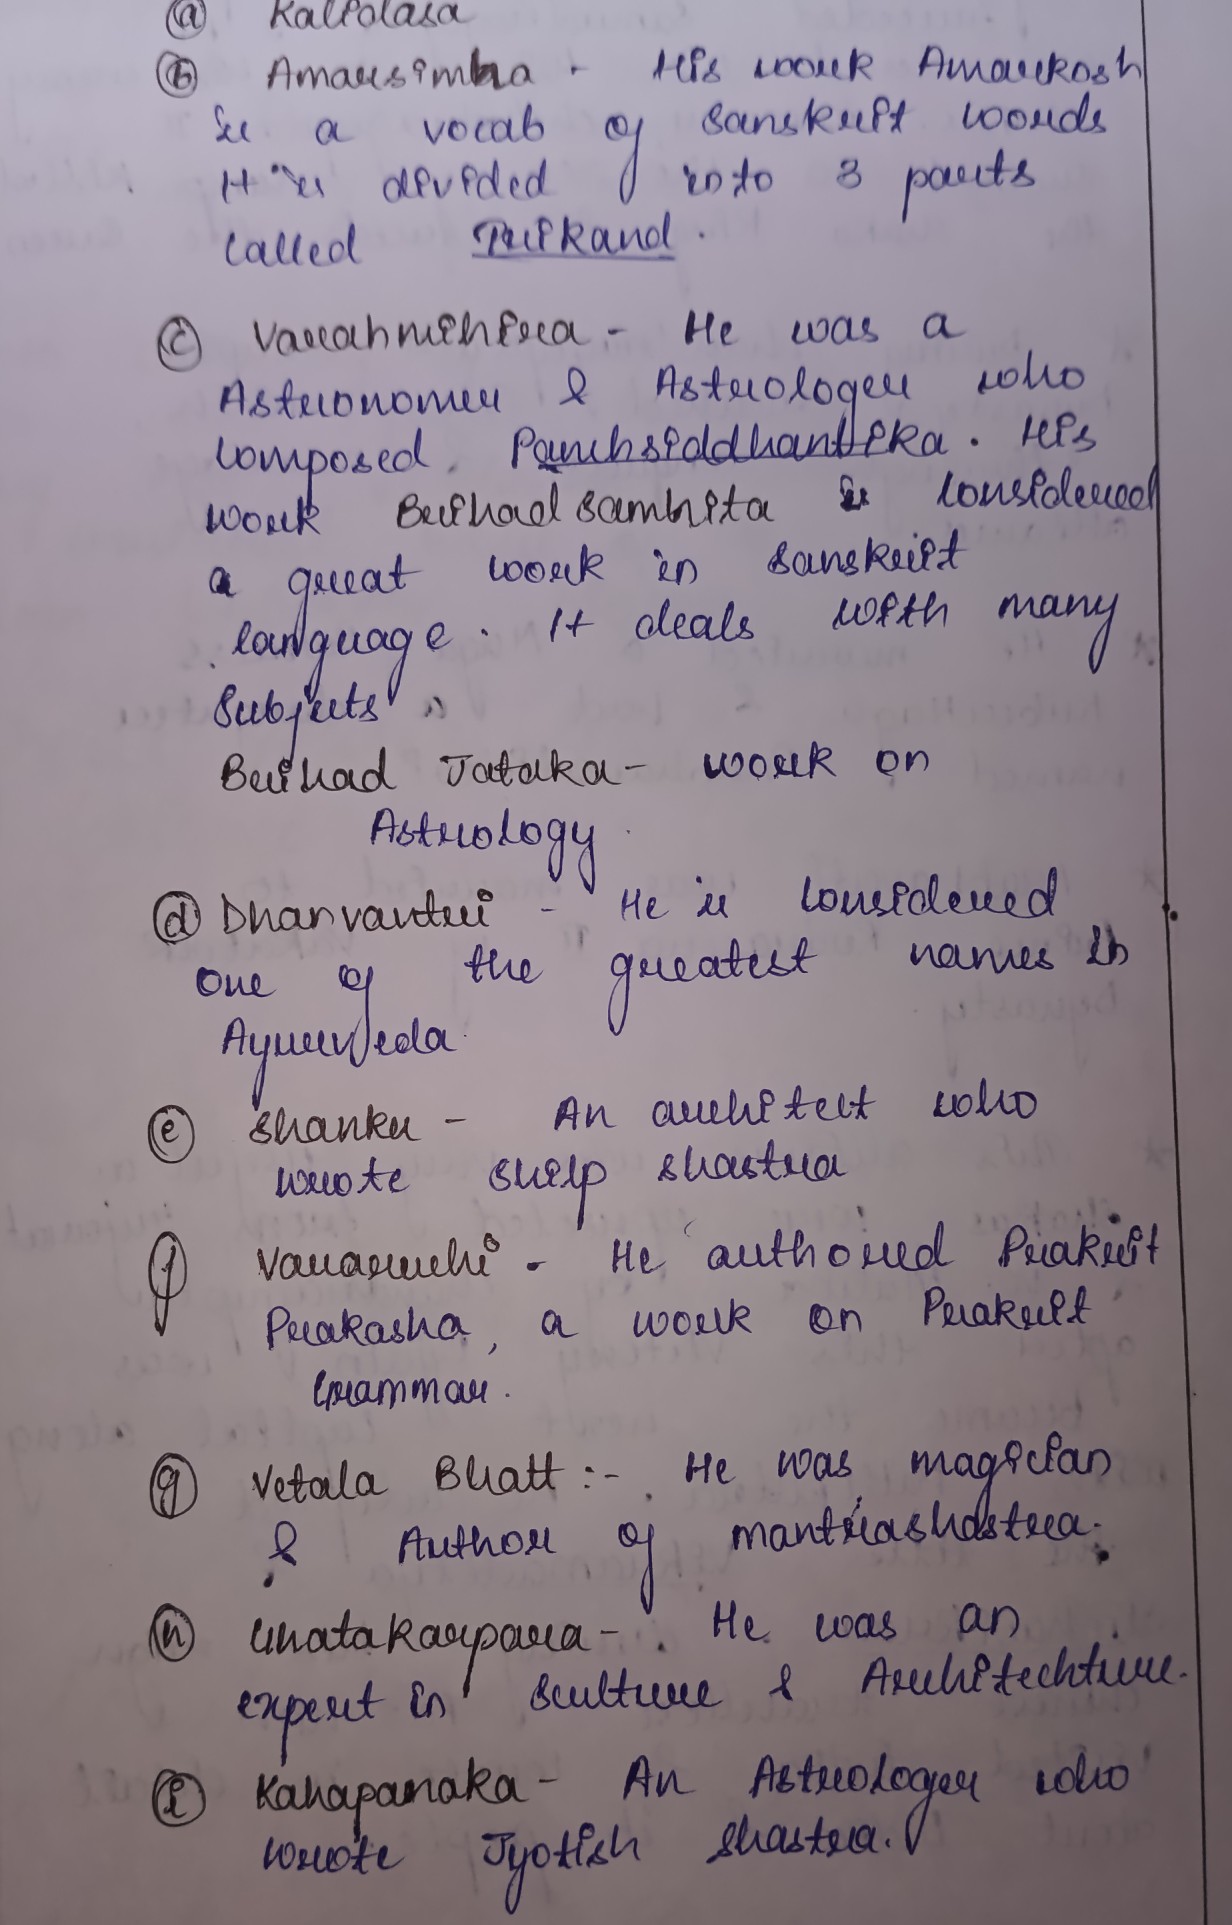 (a) Kalidasa
(b) Amarsimha - His work Amarkosh
is a vocab of Sanskrit words
It is divided into 3 parts
called Trikand.
(c) Varahmihira - He was a
Astronomer & Astrologer who
composed Panchsiddhantika. His
work Brihad Samhita is considered
a great work in Sanskrit
language. It deals with many
Subjects.
Brihad Jataka - work on
Astrology
(d) Dhanvantri - He is considered
one of the greatest names in
Ayurveda
(e) Shanku - An architect who
wrote Shilp Shastra
(f) Vararuchi - He authored Prakrit
Prakasha, a work on Prakrit
Grammar.
(g) Vetala Bhatt :- He was magician
& Author of mantrashastra.
(h) Ghatakarpara - He was an
expert in Sculture & Architechture.
(i) Kahapanaka - An Astrologer who
wrote Jyotish Shastra.